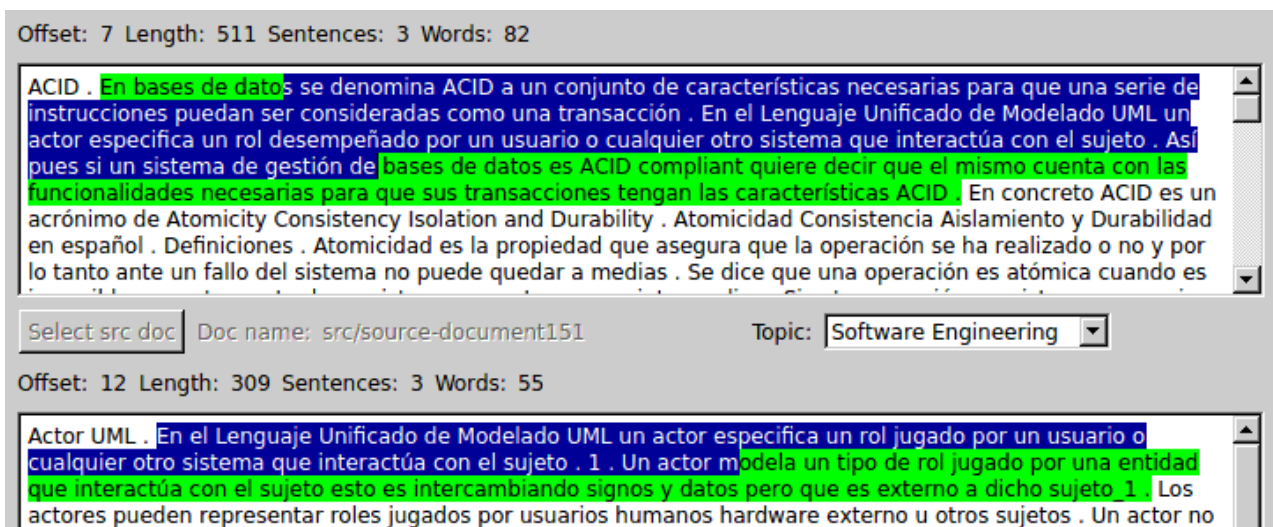 Offset: 7 Length: 511 Sentences: 3 Words: 82
ACID . En bases de datos se denomina ACID a un conjunto de características necesarias para que una serie de
instrucciones puedan ser consideradas como una transacción . En el Lenguaje Unificado de Modelado UML un
actor especifica un rol desempeñado por un usuario o cualquier otro sistema que interactúa con el sujeto . Así
pues si un sistema de gestión de bases de datos es ACID compliant quiere decir que el mismo cuenta con las
funcionalidades necesarias para que sus transacciones tengan las características ACID . En concreto ACID es un
acrónimo de Atomicity Consistency Isolation and Durability . Atomicidad Consistencia Aislamiento y Durabilidad
en español . Definiciones . Atomicidad es la propiedad que asegura que la operación se ha realizado o no y por
lo tanto ante un fallo del sistema no puede quedar a medias . Se dice que una operación es atómica cuando es
Select src doc Doc name: src/source-document151 Topic: Software Engineering
Offset: 12 Length: 309 Sentences: 3 Words: 55
Actor UML . En el Lenguaje Unificado de Modelado UML un actor especifica un rol jugado por un usuario o
cualquier otro sistema que interactúa con el sujeto . 1 . Un actor modela un tipo de rol jugado por una entidad
que interactúa con el sujeto esto es intercambiando signos y datos pero que es externo a dicho sujeto_1 . Los
actores pueden representar roles jugados por usuarios humanos hardware externo u otros sujetos . Un actor no